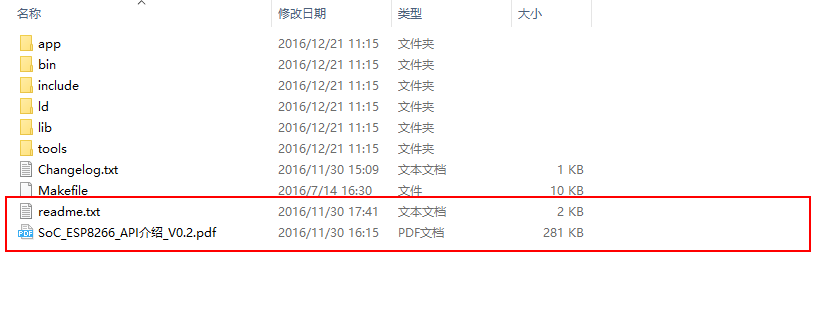 名称 修改日期 类型 大小
app 2016/12/21 11:15 文件夹
bin 2016/12/21 11:15 文件夹
include 2016/12/21 11:15 文件夹
ld 2016/12/21 11:15 文件夹
lib 2016/12/21 11:15 文件夹
tools 2016/12/21 11:15 文件夹
Changelog.txt 2016/11/30 15:09 文本文档 1 KB
Makefile 2016/7/14 16:30 文件 10 KB
readme.txt 2016/11/30 17:41 文本文档 2 KB
PDF SoC_ESP8266_API介绍_V0.2.pdf 2016/11/30 16:15 PDF文档 281 KB